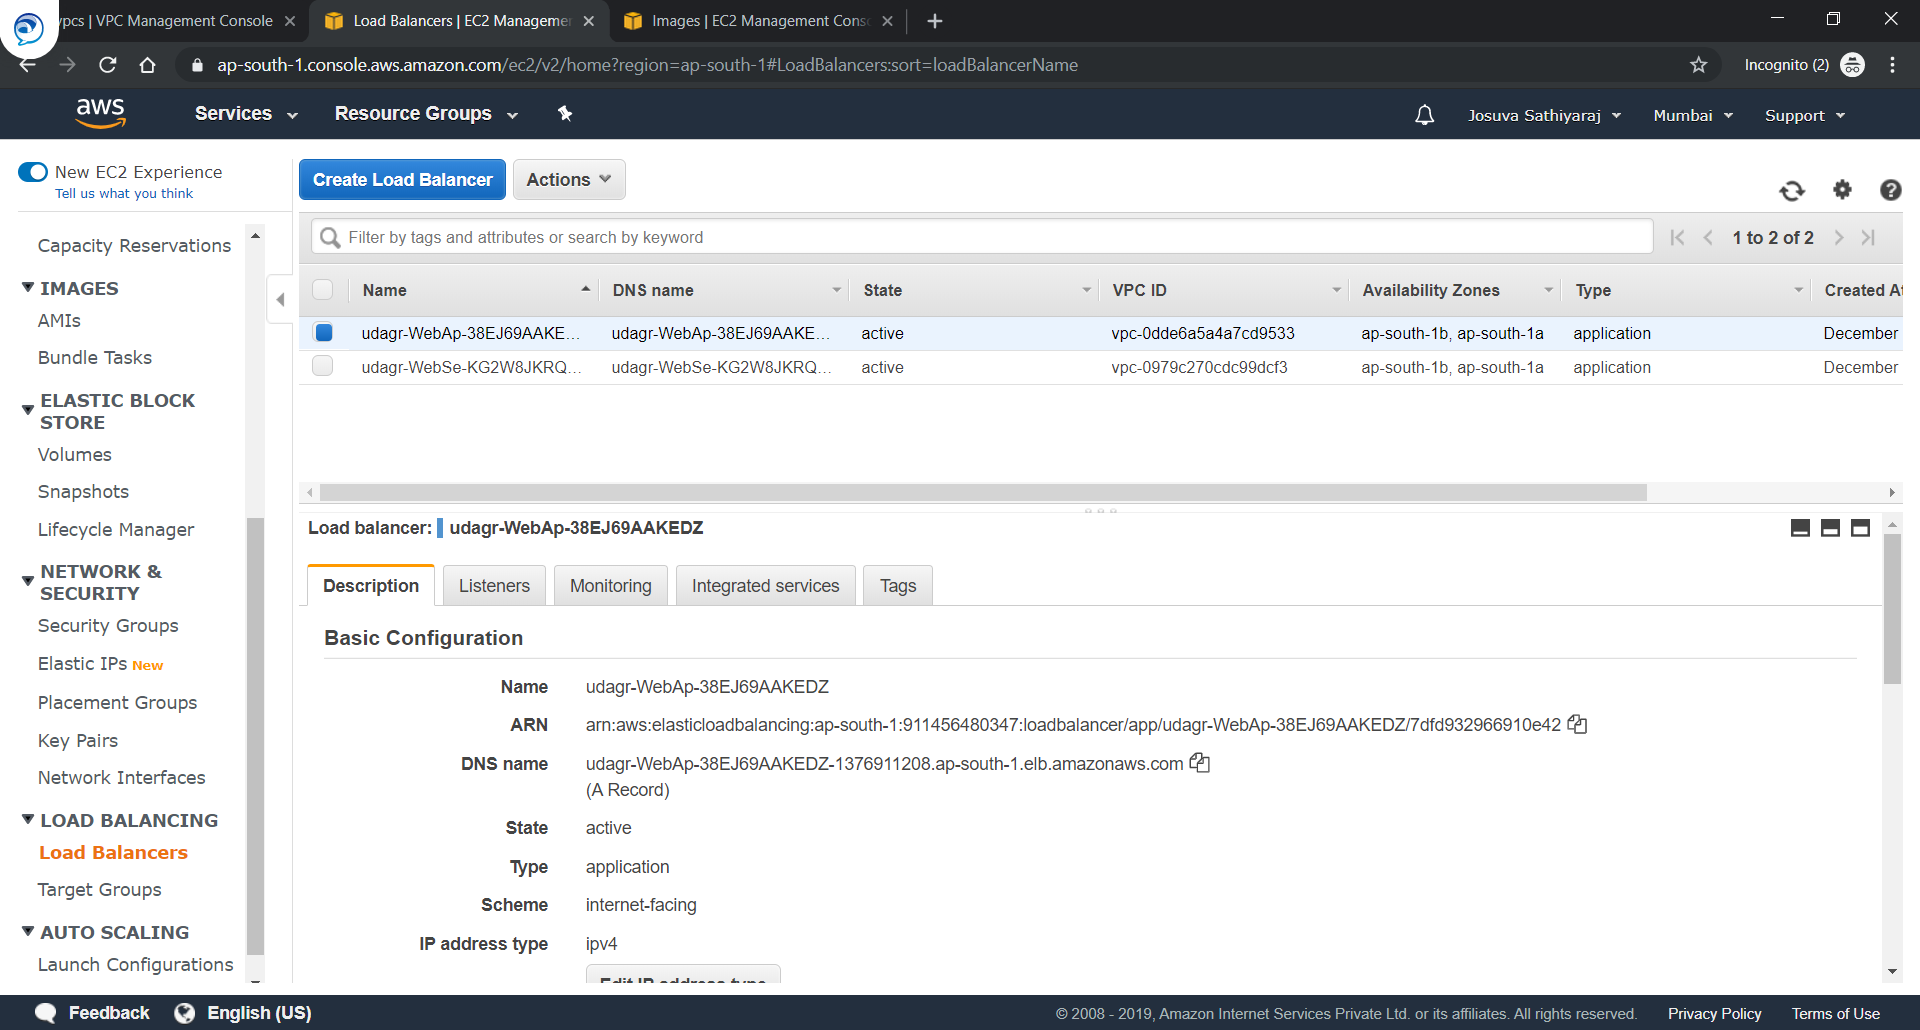 vpcs | VPC Management Console
Load Balancers | EC2 Managemen
Images | EC2 Management Conso
ap-south-1.console.aws.amazon.com/ec2/v2/home?region=ap-south-1#LoadBalancers:sort=loadBalancerName
Incognito (2)
aws
Services
Resource Groups
Josuva Sathiyaraj
Mumbai
Support
New EC2 Experience
Tell us what you think
Capacity Reservations
IMAGES
AMIs
Bundle Tasks
ELASTIC BLOCK
STORE
Volumes
Snapshots
Lifecycle Manager
NETWORK &
SECURITY
Security Groups
Elastic IPs New
Placement Groups
Key Pairs
Network Interfaces
LOAD BALANCING
Load Balancers
Target Groups
AUTO SCALING
Launch Configurations
Create Load Balancer
Actions
Filter by tags and attributes or search by keyword
1 to 2 of 2
Name DNS name State VPC ID Availability Zones Type Created At
udagr-WebAp-38EJ69AAKE... udagr-WebAp-38EJ69AAKE... active vpc-0dde6a5a4a7cd9533 ap-south-1b, ap-south-1a application December
udagr-WebSe-KG2W8JKRQ... udagr-WebSe-KG2W8JKRQ... active vpc-0979c270cdc99dcf3 ap-south-1b, ap-south-1a application December
Load balancer: udagr-WebAp-38EJ69AAKEDZ
Description
Listeners
Monitoring
Integrated services
Tags
Basic Configuration
Name udagr-WebAp-38EJ69AAKEDZ
ARN arn:aws:elasticloadbalancing:ap-south-1:911456480347:loadbalancer/app/udagr-WebAp-38EJ69AAKEDZ/7dfd932966910e42
DNS name udagr-WebAp-38EJ69AAKEDZ-1376911208.ap-south-1.elb.amazonaws.com
(A Record)
State active
Type application
Scheme internet-facing
IP address type ipv4
Edit IP address type
Feedback
English (US)
© 2008 - 2019, Amazon Internet Services Private Ltd. or its affiliates. All rights reserved.
Privacy Policy
Terms of Use